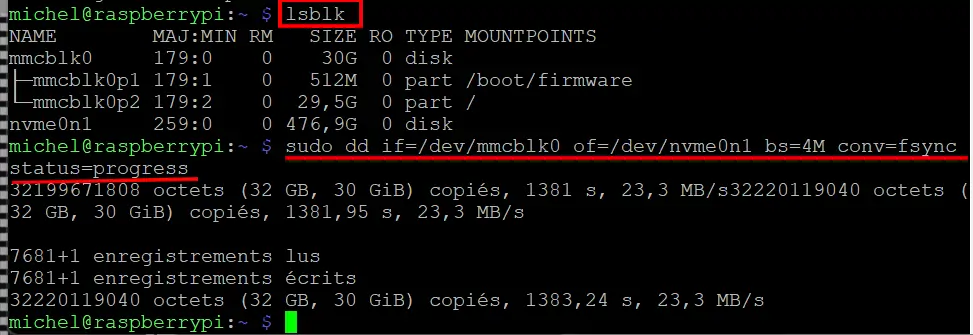 michel@raspberrypi:~ $ lsblk
NAME        MAJ:MIN RM   SIZE RO TYPE MOUNTPOINTS
mmcblk0     179:0    0    30G  0 disk
├─mmcblk0p1 179:1    0   512M  0 part /boot/firmware
└─mmcblk0p2 179:2    0  29,5G  0 part /
nvme0n1     259:0    0 476,9G  0 disk
michel@raspberrypi:~ $ sudo dd if=/dev/mmcblk0 of=/dev/nvme0n1 bs=4M conv=fsync
status=progress
32199671808 octets (32 GB, 30 GiB) copiés, 1381 s, 23,3 MB/s32220119040 octets (
32 GB, 30 GiB) copiés, 1381,95 s, 23,3 MB/s
7681+1 enregistrements lus
7681+1 enregistrements écrits
32220119040 octets (32 GB, 30 GiB) copiés, 1383,24 s, 23,3 MB/s
michel@raspberrypi:~ $